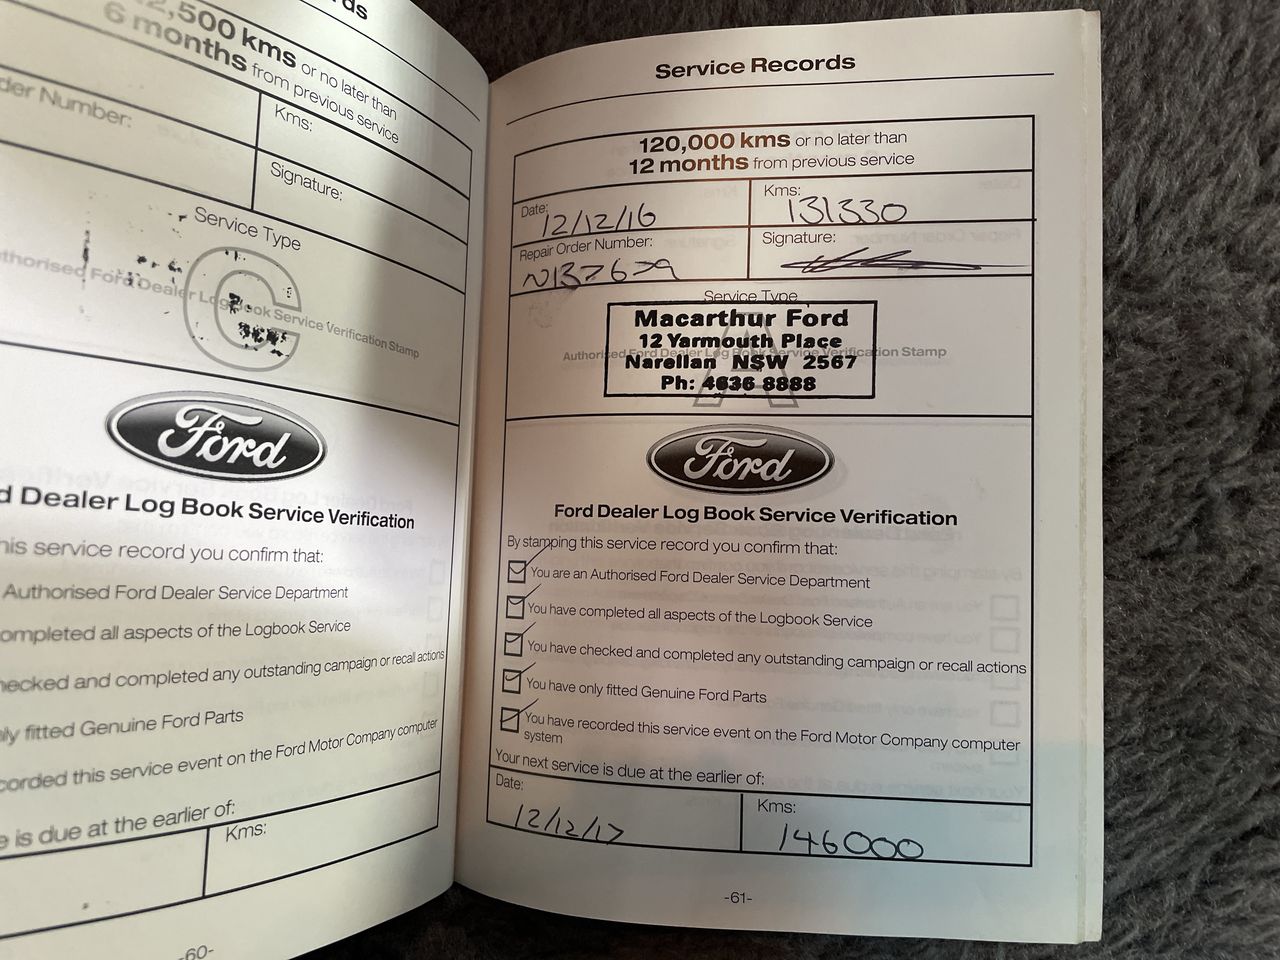 2,500 kms or no later than
6 months from previous service
der Number:
Kms:
Signature:
Service Type
C
thorised Ford Dealer Log Book Service Verification Stamp
Ford
d Dealer Log Book Service Verification
his service record you confirm that:
Authorised Ford Dealer Service Department
ompleted all aspects of the Logbook Service
hecked and completed any outstanding campaign or recall actions
ly fitted Genuine Ford Parts
corded this service event on the Ford Motor Company computer
e is due at the earlier of:
Kms:
-60-
Service Records
120,000 kms or no later than
12 months from previous service
Date: 12/12/16
Kms: 131330
Repair Order Number:
Signature:
Service Type
A
Authorised Ford Dealer Log Book Service Verification Stamp
Macarthur Ford
12 Yarmouth Place
Narellan NSW 2567
Ph: 4636 8888
Ford
Ford Dealer Log Book Service Verification
By stamping this service record you confirm that:
You are an Authorised Ford Dealer Service Department
You have completed all aspects of the Logbook Service
You have checked and completed any outstanding campaign or recall actions
You have only fitted Genuine Ford Parts
You have recorded this service event on the Ford Motor Company computer
system
Your next service is due at the earlier of:
Date: 12/12/17
Kms: 146000
-61-